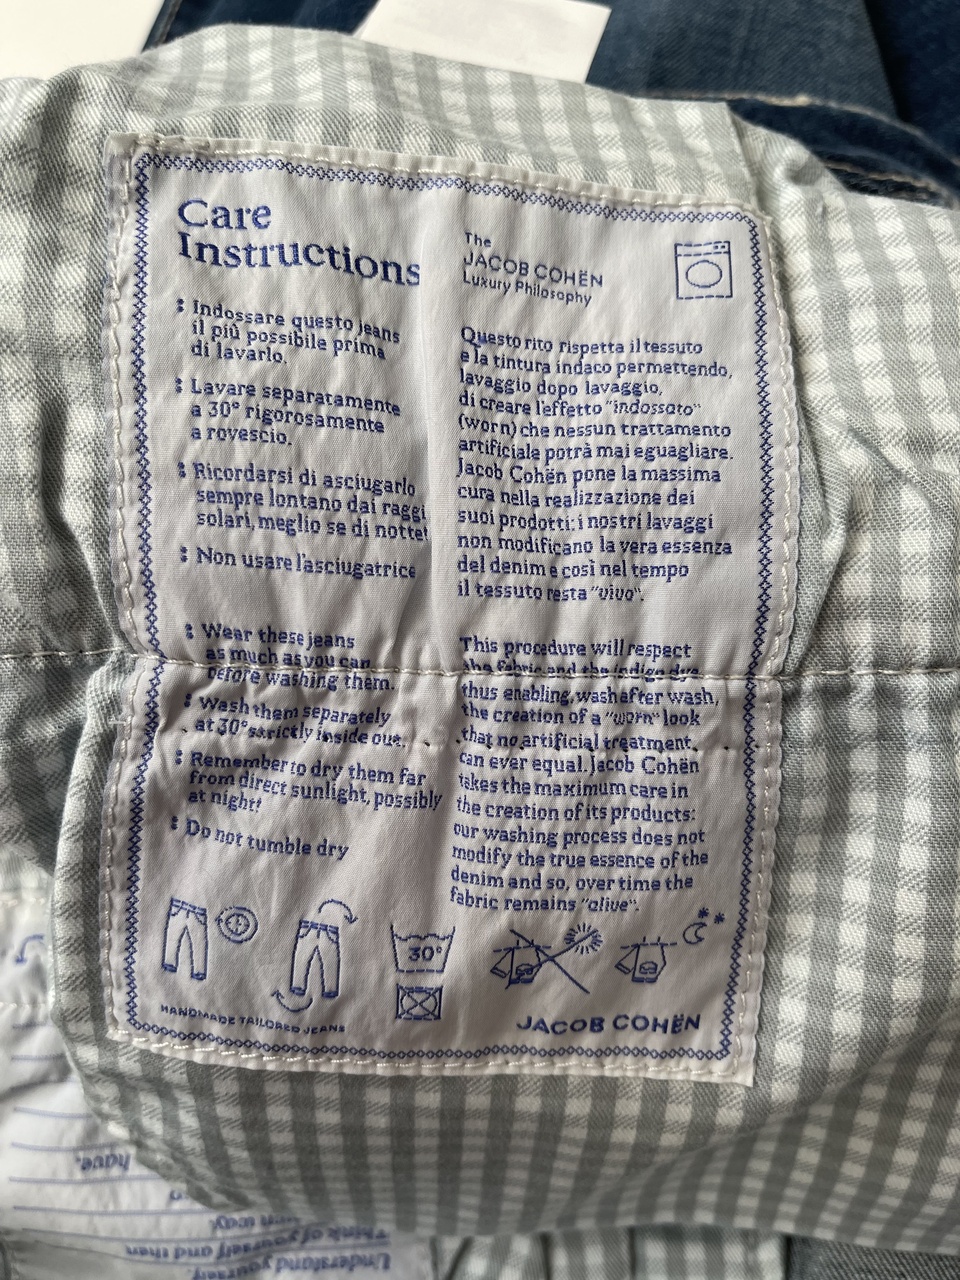 Care
Instructions
Indossare questo jeans
il più possibile prima
di lavarlo.
Lavare separatamente
a 30° rigorosamente
a rovescio.
Ricordarsi di asciugarlo
sempre lontano dai raggi
solari, meglio se di notte!
Non usare l'asciugatrice
Wear these jeans
as much as you can
before washing them.
Wash them separately
at 30° strictly inside out.
Remember to dry them far
from direct sunlight, possibly
at night!
Do not tumble dry
The
JACOB COHËN
Luxury Philosophy
Questo rito rispetta il tessuto
e la tintura indaco permettendo,
lavaggio dopo lavaggio,
di creare l'effetto "indossato"
(worn) che nessun trattamento
artificiale potrà mai eguagliare.
Jacob Cohën pone la massima
cura nella realizzazione dei
suoi prodotti: i nostri lavaggi
non modificano la vera essenza
del denim e così nel tempo
il tessuto resta "vivo".
This procedure will respect
the fabric and the indigo dye
thus enabling, wash after wash,
the creation of a "worn" look
that no artificial treatment
can ever equal. Jacob Cohën
takes the maximum care in
the creation of its products:
our washing process does not
modify the true essence of the
denim and so, over time the
fabric remains "alive".
30°
HANDMADE TAILORED JEANS
JACOB COHËN
have.
way.
Think of yourself and then
Understand yourself.